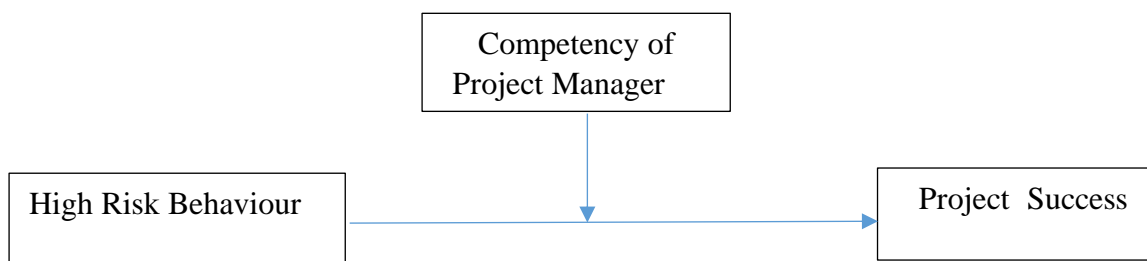 Competency of
Project Manager
High Risk Behaviour
Project Success